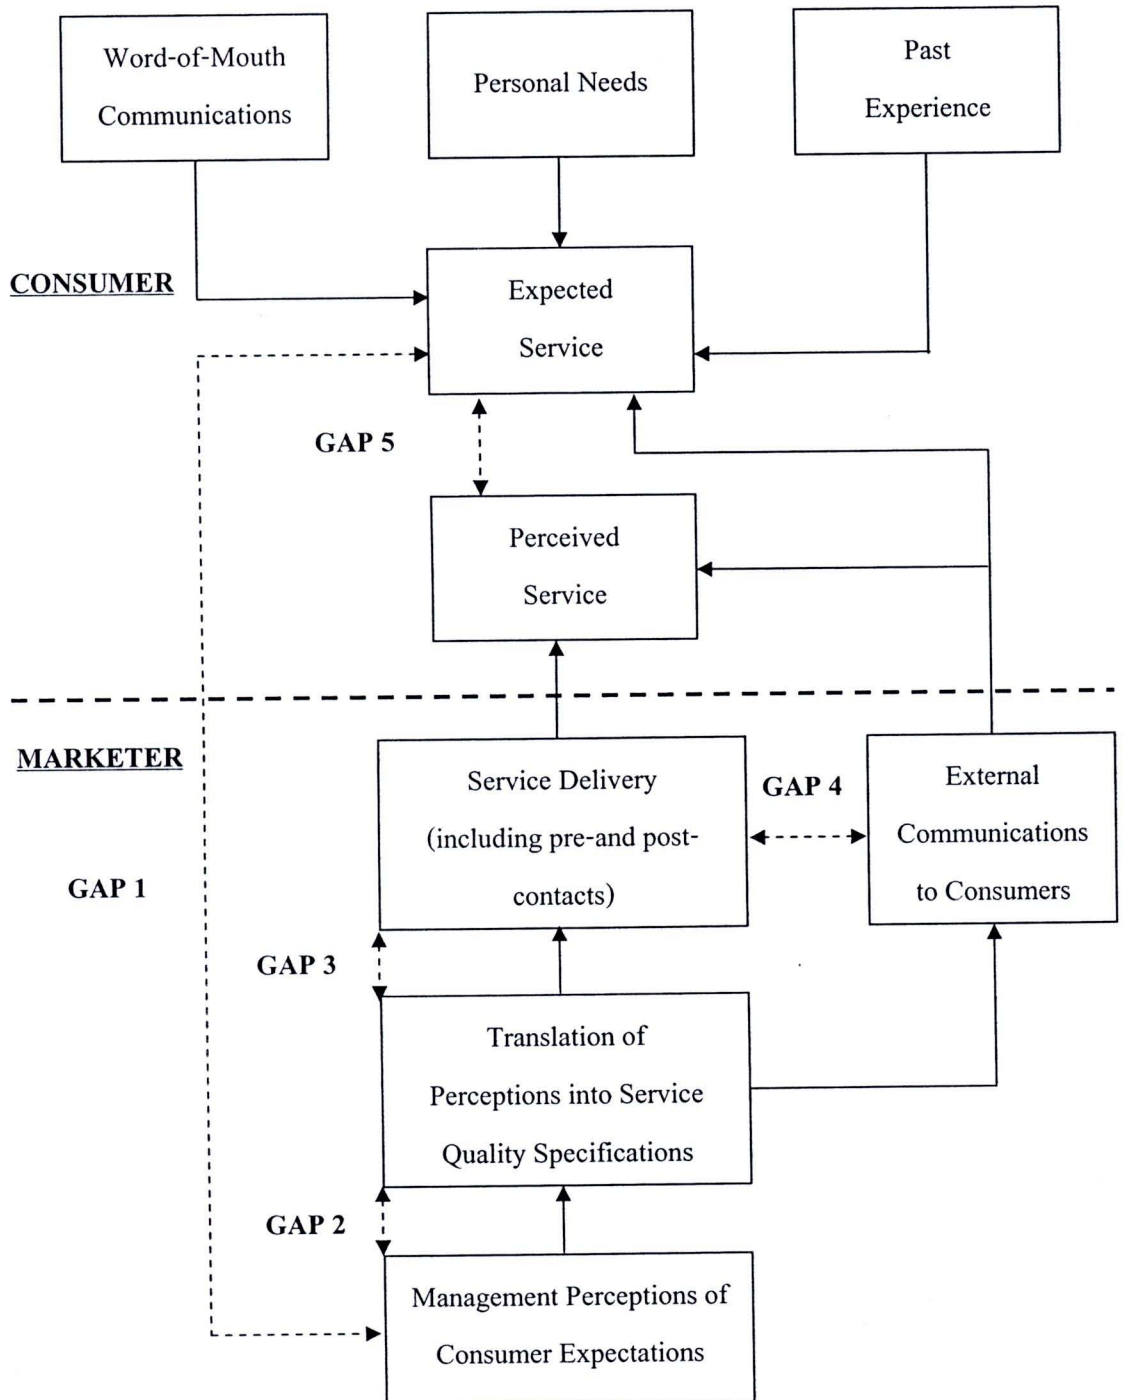 Word-of-Mouth
Communications
Personal Needs
Past
Experience
CONSUMER
Expected
Service
GAP 5
Perceived
Service
MARKETER
Service Delivery
(including pre-and post-
contacts)
GAP 4
External
Communications
to Consumers
GAP 1
GAP 3
Translation of
Perceptions into Service
Quality Specifications
GAP 2
Management Perceptions of
Consumer Expectations